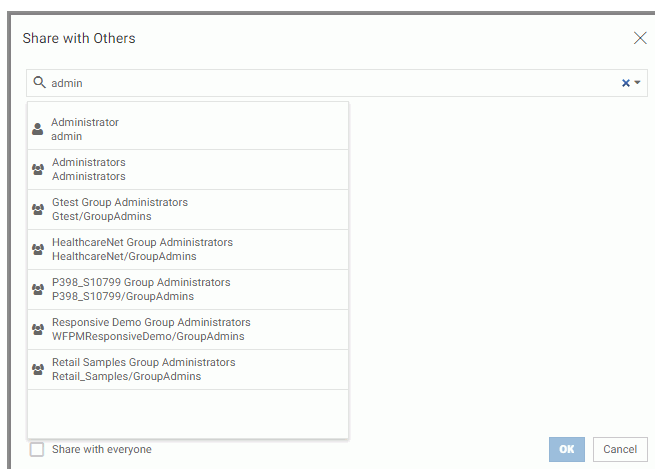 Share with Others
admin
Administrator
admin
Administrators
Administrators
Gtest Group Administrators
Gtest/GroupAdmins
HealthcareNet Group Administrators
HealthcareNet/GroupAdmins
P398_S10799 Group Administrators
P398_S10799/GroupAdmins
Responsive Demo Group Administrators
WFPMResponsiveDemo/GroupAdmins
Retail Samples Group Administrators
Retail_Samples/GroupAdmins
Share with everyone
OK
Cancel